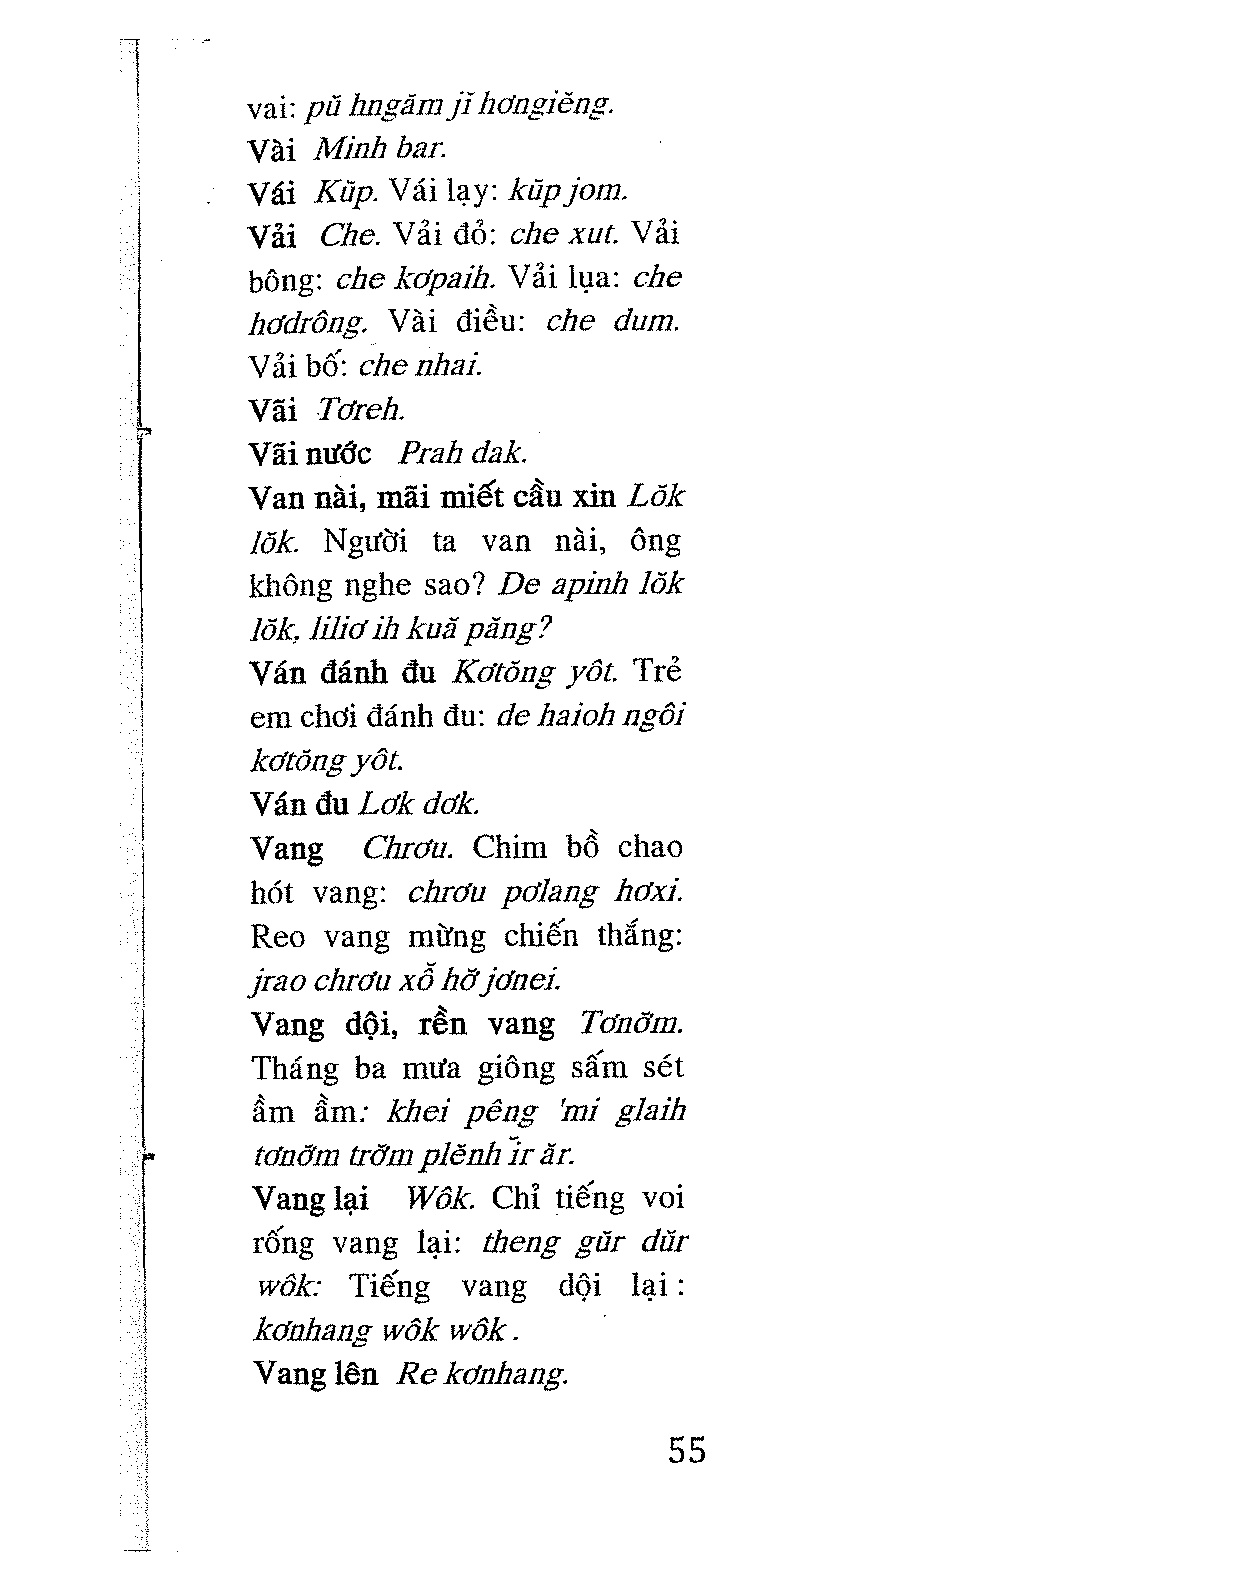 vai: pŭ hngăm jĭ hơngiĕng.
Vài Minh bar.
Vái Kŭp. Vái lạy: kŭp jom.
Vải Che. Vải đỏ: che xut. Vải
bông: che kơpaih. Vải lụa: che
hơdrông. Vài điều: che dum.
Vải bố: che nhai.
Vãi Tơreh.
Vãi nước Prah dak.
Van nài, mãi miết cầu xin Lŏk
lŏk. Người ta van nài, ông
không nghe sao? De apinh lŏk
lŏk, liliơ ih kuă păng?
Ván đánh đu Kơtŏng yôt. Trẻ
em chơi đánh đu: de haioh ngôi
kơtŏng yôt.
Ván đu Lơk dơk.
Vang Chrơu. Chim bồ chao
hót vang: chrơu pơlang hơxi.
Reo vang mừng chiến thắng:
jrao chrơu xô̆ hơ̆ jơnei.
Vang dội, rền vang Tơnơ̆m.
Tháng ba mưa giông sấm sét
ầm ầm: khei pêng 'mi glaih
tơnơ̆m trơ̆m plĕnh ĭr ăr.
Vang lại Wôk. Chỉ tiếng voi
rống vang lại: theng gŭr dŭr
wôk: Tiếng vang dội lại :
kơnhang wôk wôk .
Vang lên Re kơnhang.
55